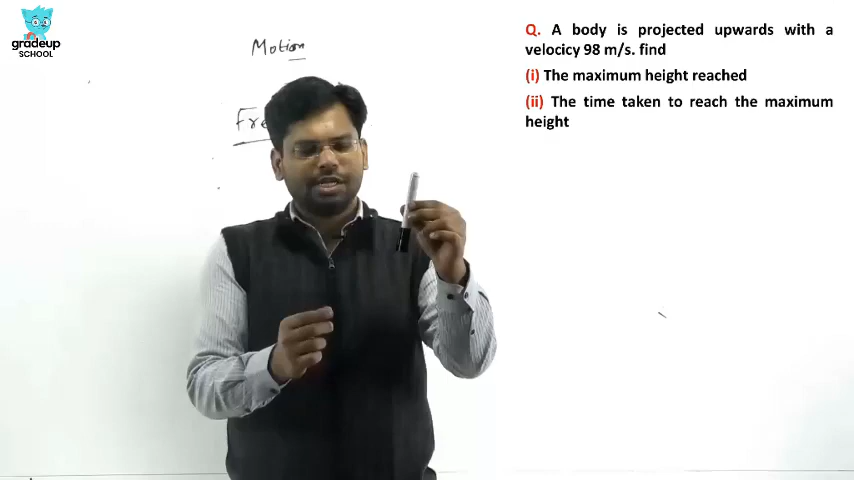 gradeup
SCHOOL
Motion
Q. A body is projected upwards with a
velocicy 98 m/s. find
(i) The maximum height reached
(ii) The time taken to reach the maximum
height